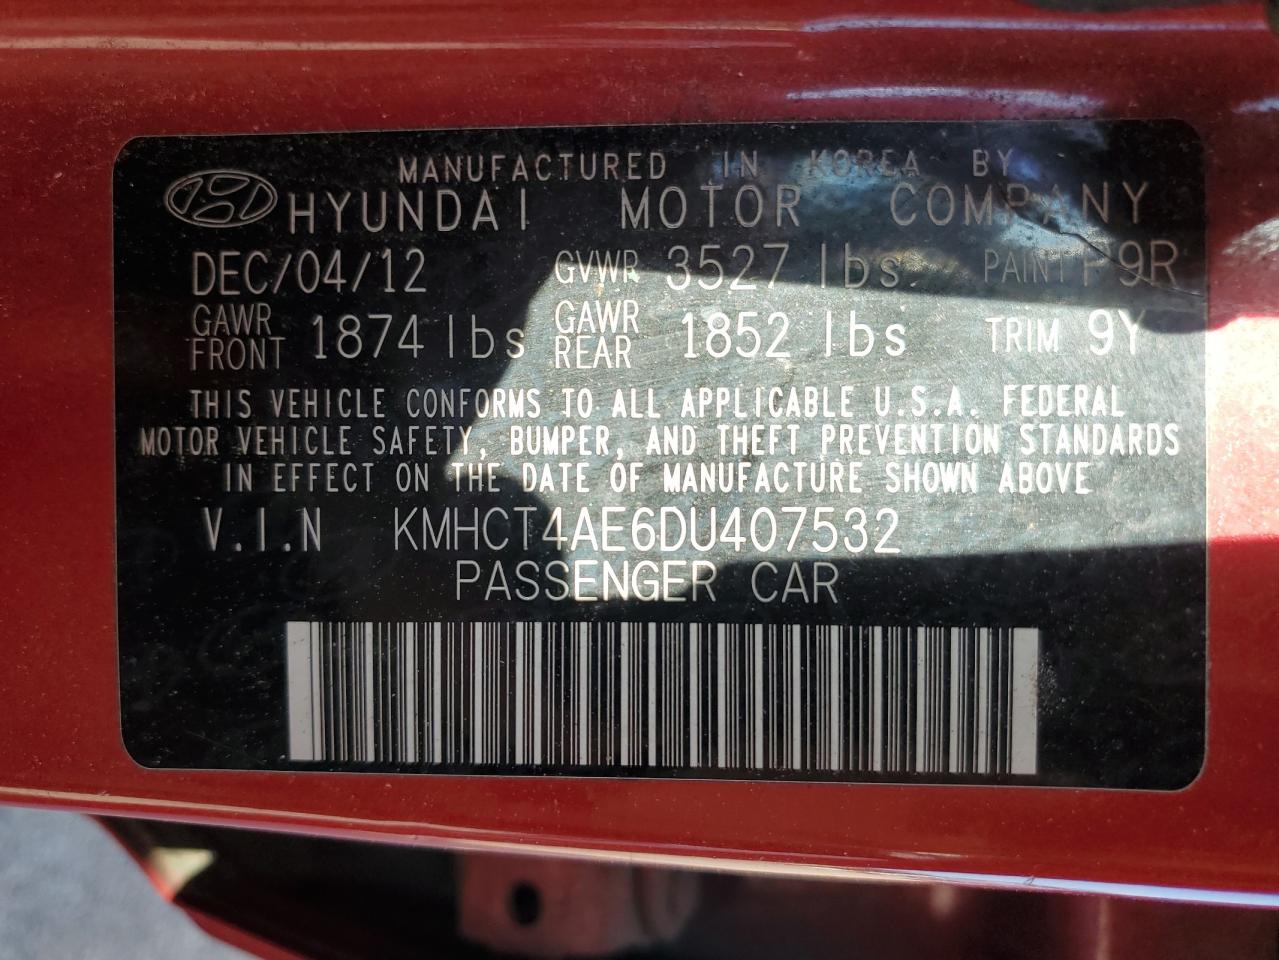 MANUFACTURED IN KOREA BY
HYUNDAI MOTOR COMPANY
DEC/04/12 GVWR 3527 lbs. PAINT P9R
GAWR FRONT 1874 lbs GAWR REAR 1852 lbs TRIM 9Y
THIS VEHICLE CONFORMS TO ALL APPLICABLE U.S.A. FEDERAL
MOTOR VEHICLE SAFETY, BUMPER, AND THEFT PREVENTION STANDARDS
IN EFFECT ON THE DATE OF MANUFACTURE SHOWN ABOVE
V.I.N KMHCT4AE6DU407532
PASSENGER CAR